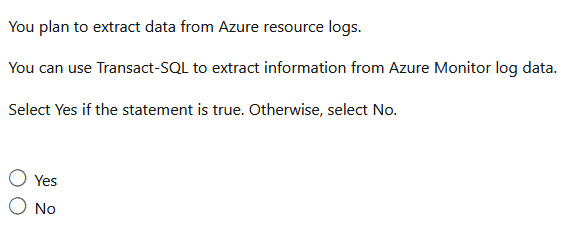 You plan to extract data from Azure resource logs.
You can use Transact-SQL to extract information from Azure Monitor log data.
Select Yes if the statement is true. Otherwise, select No.
Yes
No